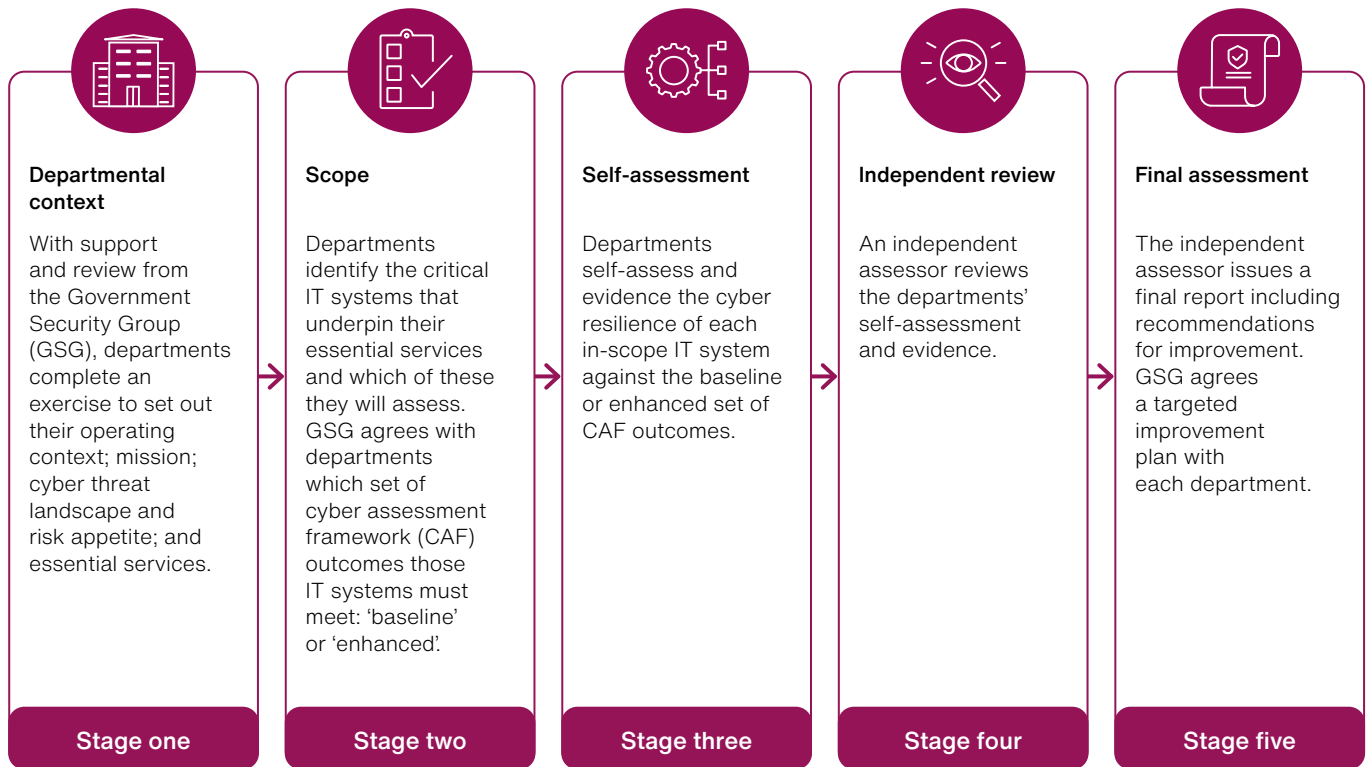 Departmental
context
With support
and review from
the Government
Security Group
(GSG), departments
complete an
exercise to set out
their operating
context; mission;
cyber threat
landscape and
risk appetite; and
essential services.
Stage one
Scope
Departments
identify the critical
IT systems that
underpin their
essential services
and which of these
they will assess.
GSG agrees with
departments
which set of
cyber assessment
framework (CAF)
outcomes those
IT systems must
meet: ‘baseline’
or ‘enhanced’.
Stage two
Self-assessment
Departments
self-assess and
evidence the cyber
resilience of each
in-scope IT system
against the baseline
or enhanced set of
CAF outcomes.
Stage three
Independent review
An independent
assessor reviews
the departments’
self-assessment
and evidence.
Stage four
Final assessment
The independent
assessor issues a
final report including
recommendations
for improvement.
GSG agrees
a targeted
improvement
plan with
each department.
Stage five